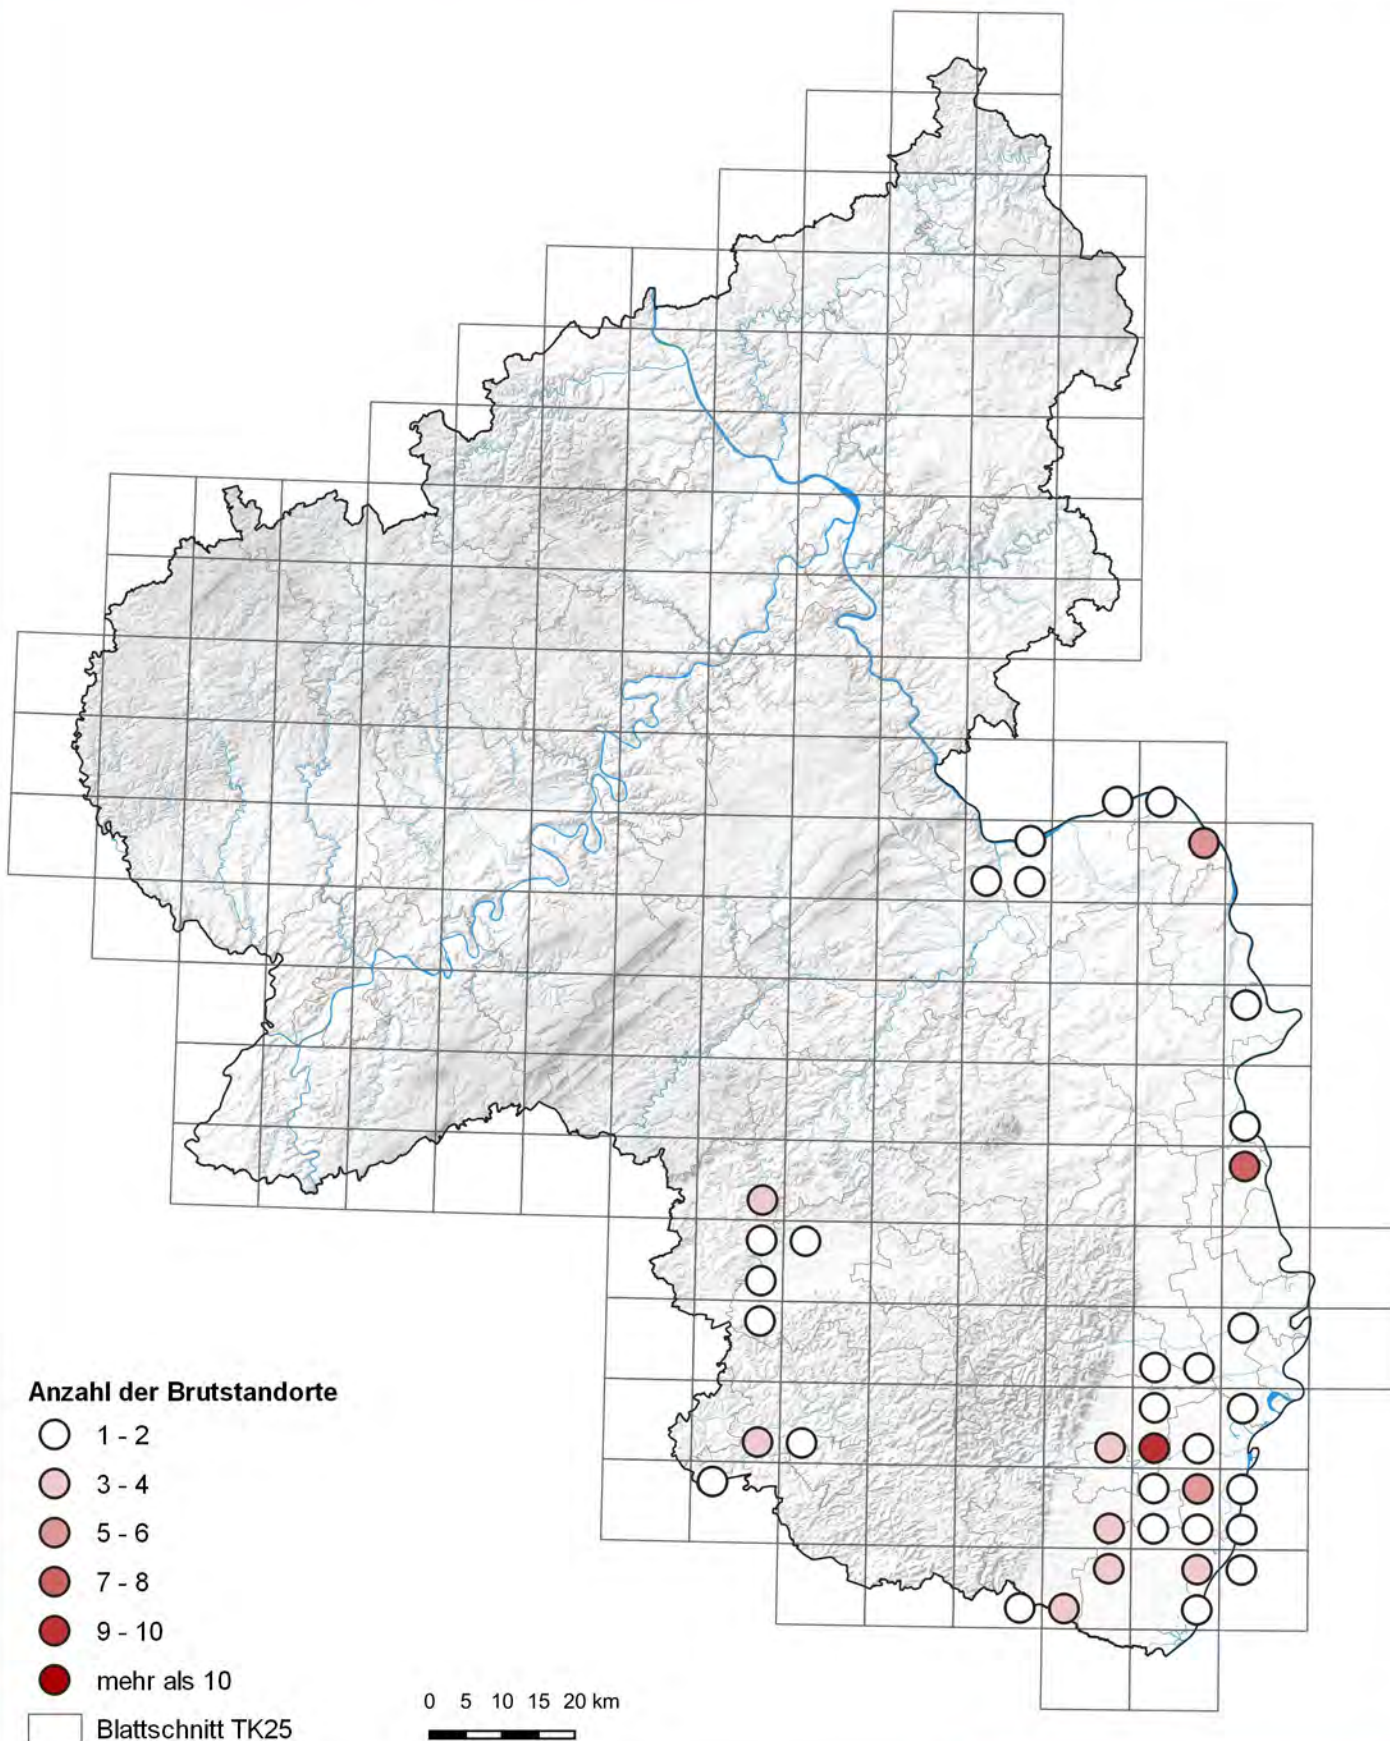 Anzahl der Brutstandorte
1 - 2
3 - 4
5 - 6
7 - 8
9 - 10
mehr als 10
Blattschnitt TK25
0 5 10 15 20 km